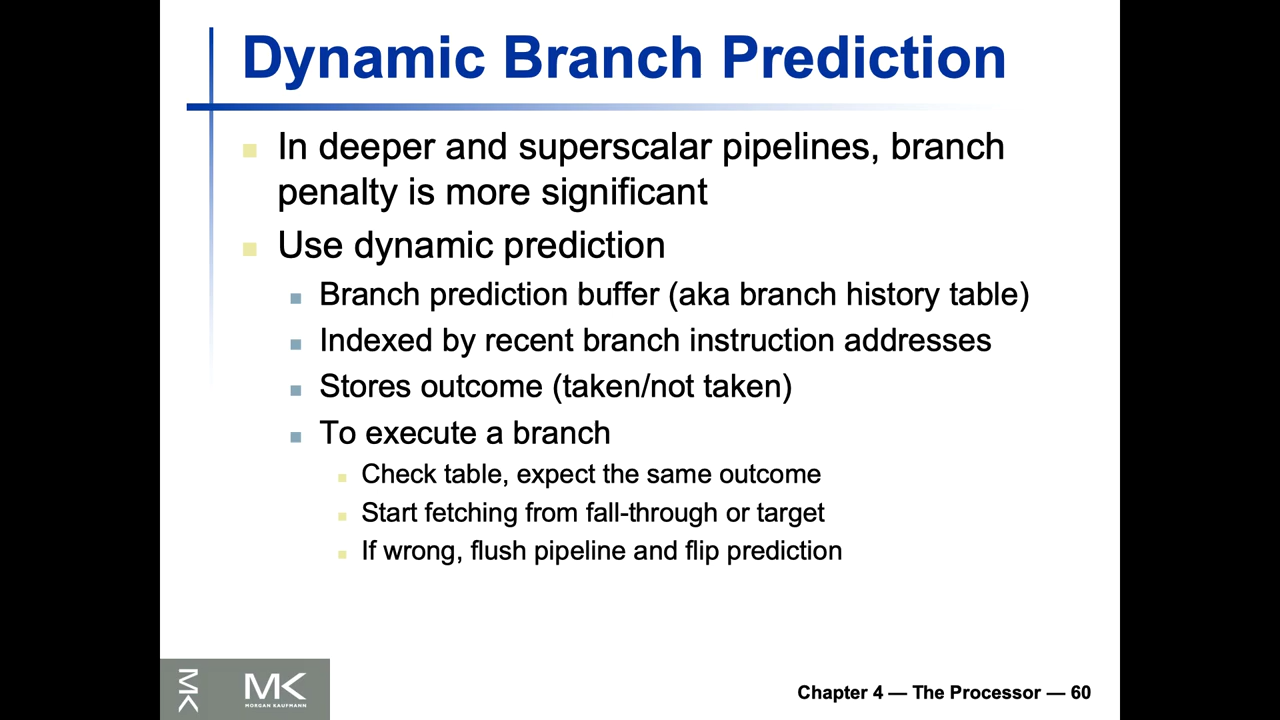 Dynamic Branch Prediction
In deeper and superscalar pipelines, branch
penalty is more significant
Use dynamic prediction
Branch prediction buffer (aka branch history table)
Indexed by recent branch instruction addresses
Stores outcome (taken/not taken)
To execute a branch
Check table, expect the same outcome
Start fetching from fall-through or target
If wrong, flush pipeline and flip prediction
MK
MK
MORGAN KAUFMANN
Chapter 4 — The Processor — 60